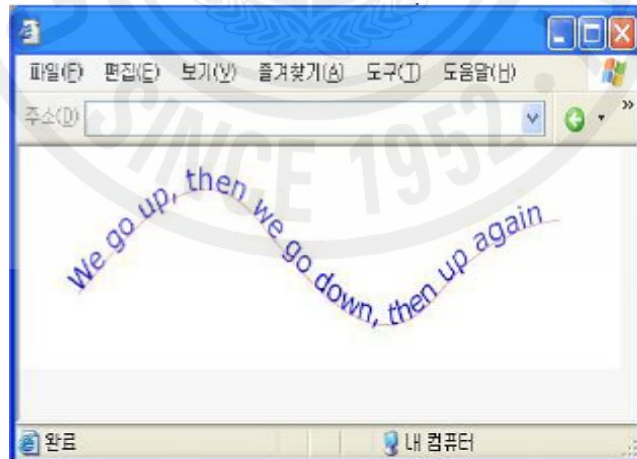 파일(F) 편집(E) 보기(V) 즐겨찾기(A) 도구(T) 도움말(H)
주소(D)
SINCE 1952
We go up, then we go down, then up again
완료 내 컴퓨터